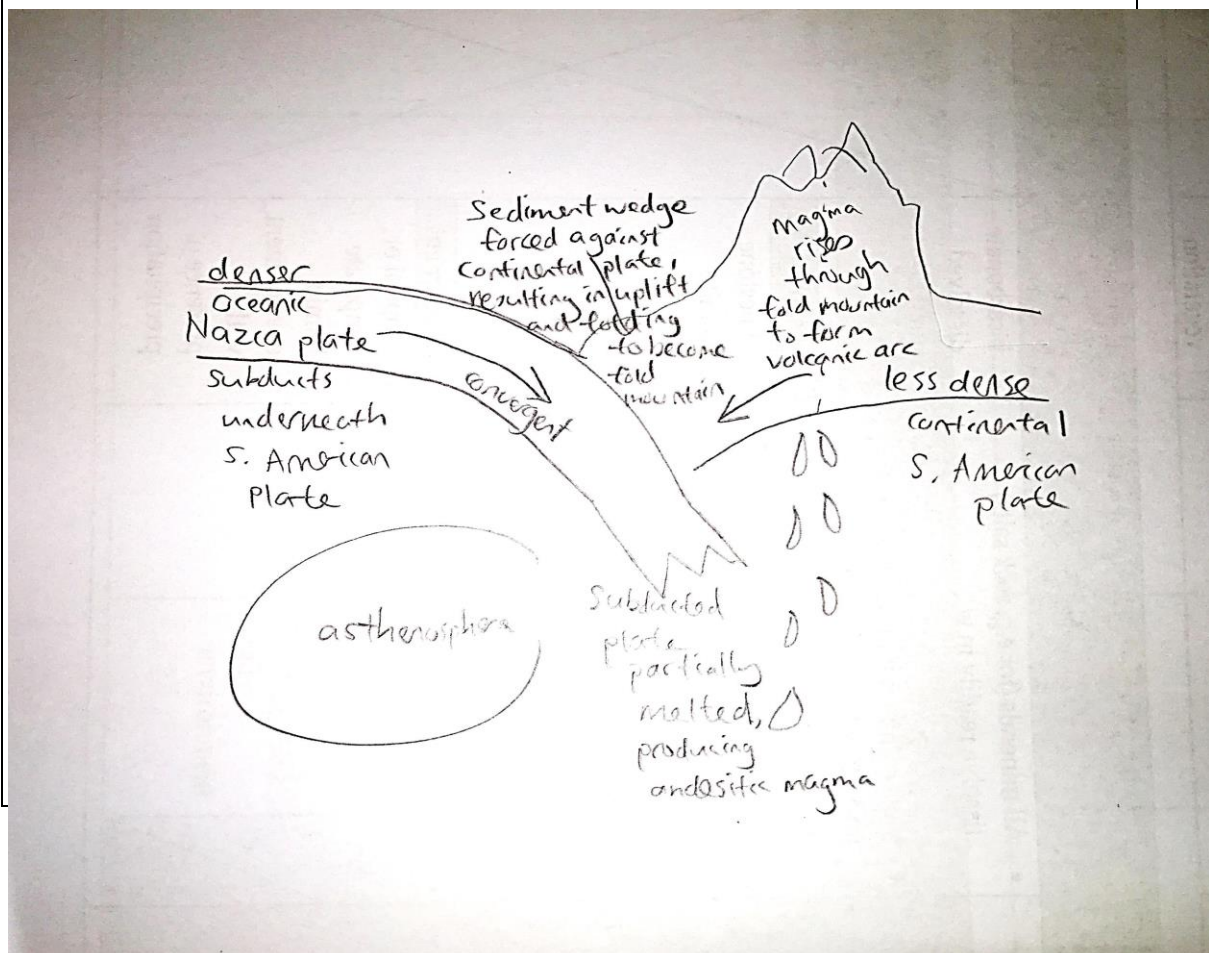 denser
oceanic
Nazca plate
subducts
underneath
S. American
plate
convergent
Sediment wedge
forced against
continental plate,
resulting in uplift
and folding
to become
fold
mountain
magma
rises
through
fold mountain
to form
volcanic arc
less dense
continental
S. American
plate
asthenosphere
Subducted
plate
partially
melted,
producing
andesitic magma